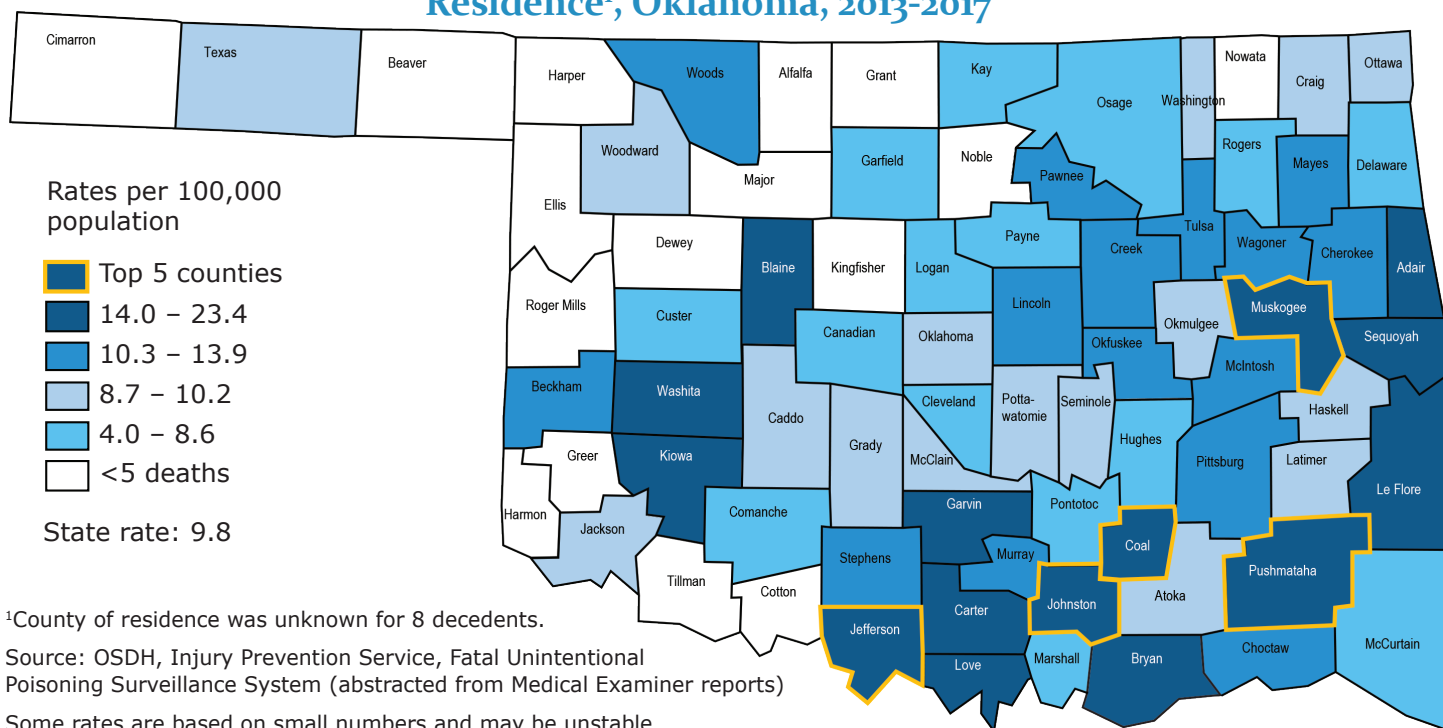 Residence¹, Oklahoma, 2013-2017
Cimarron
Texas
Beaver
Harper
Woods
Alfalfa
Grant
Kay
Osage
Washington
Nowata
Craig
Ottawa
Woodward
Major
Garfield
Noble
Pawnee
Rogers
Mayes
Delaware
Ellis
Dewey
Blaine
Kingfisher
Logan
Payne
Creek
Tulsa
Wagoner
Cherokee
Adair
Roger Mills
Custer
Canadian
Oklahoma
Lincoln
Okfuskee
Okmulgee
Muskogee
McIntosh
Sequoyah
Beckham
Washita
Caddo
Grady
Cleveland
McClain
Potta-
watomie
Seminole
Hughes
Pittsburg
Haskell
Latimer
Le Flore
Greer
Kiowa
Harmon
Jackson
Comanche
Garvin
Pontotoc
Coal
Stephens
Murray
Johnston
Atoka
Pushmataha
Tillman
Cotton
Jefferson
Carter
Love
Marshall
Bryan
Choctaw
McCurtain
Rates per 100,000
population
Top 5 counties
14.0 – 23.4
10.3 – 13.9
8.7 – 10.2
4.0 – 8.6
<5 deaths
State rate: 9.8
¹County of residence was unknown for 8 decedents.
Source: OSDH, Injury Prevention Service, Fatal Unintentional
Poisoning Surveillance System (abstracted from Medical Examiner reports)
Some rates are based on small numbers and may be unstable